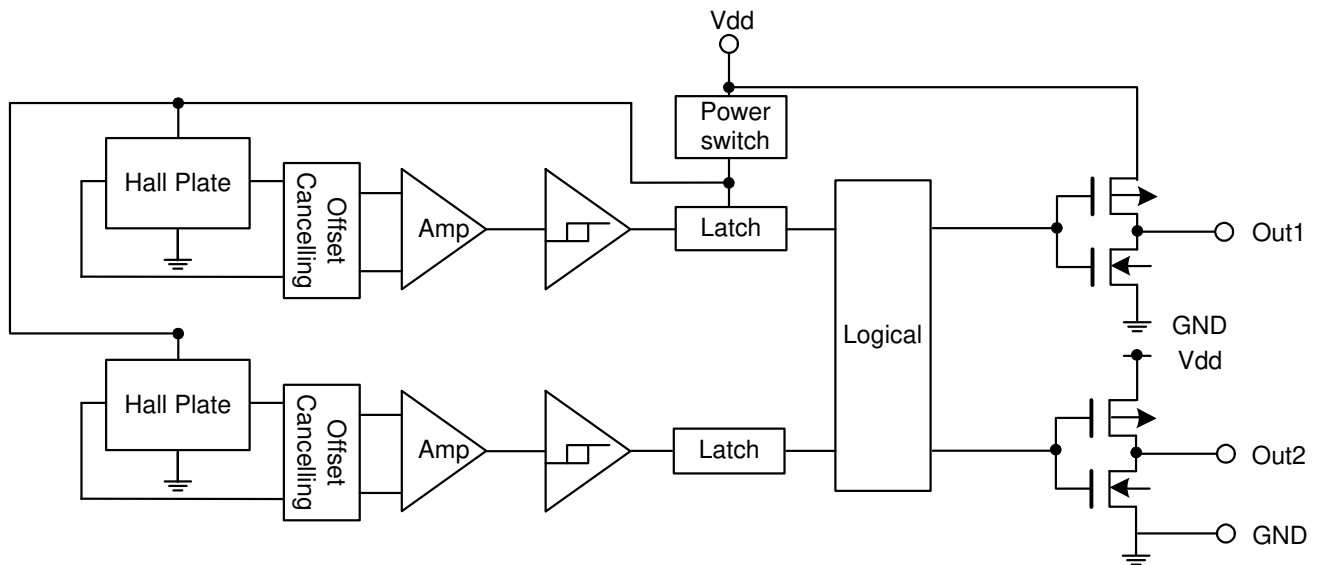 Vdd
Power
switch
Hall Plate
Offset
Cancelling
Amp
Latch
Out1
Logical
GND
Vdd
Hall Plate
Offset
Cancelling
Amp
Latch
Out2
GND